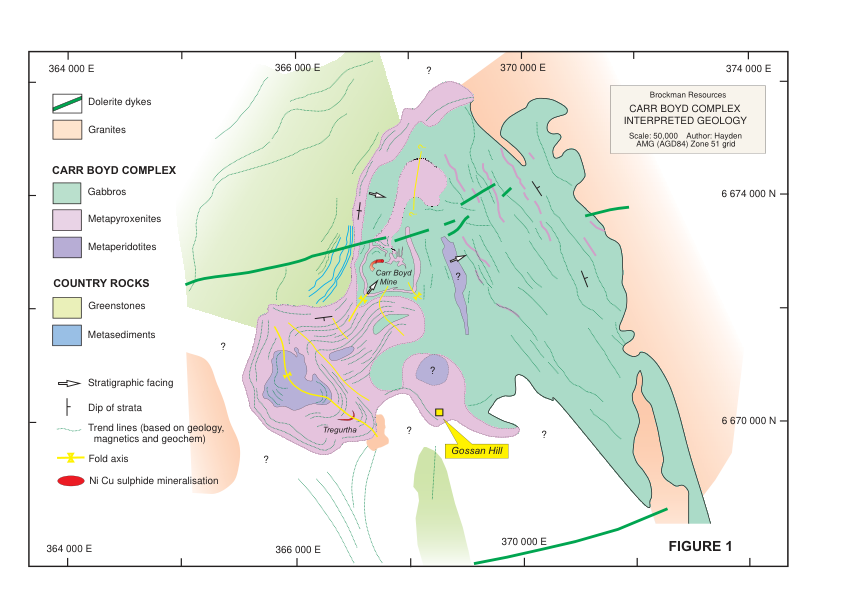 364 000 E
366 000 E
?
370 000 E
374 000 E
Dolerite dykes
Granites
Brockman Resources
CARR BOYD COMPLEX
INTERPRETED GEOLOGY
Scale: 50,000 Author: Hayden
AMG (AGD84) Zone 51 grid
CARR BOYD COMPLEX
Gabbros
Metapyroxenites
Metaperidotites
6 674 000 N
COUNTRY ROCKS
Greenstones
Metasediments
Carr Boyd
Mine
?
?
?
Stratigraphic facing
Dip of strata
Trend lines (based on geology,
magnetics and geochem)
Fold axis
Ni Cu sulphide mineralisation
Tregurtha
?
?
?
6 670 000 N
Gossan Hill
364 000 E
366 000 E
370 000 E
FIGURE 1